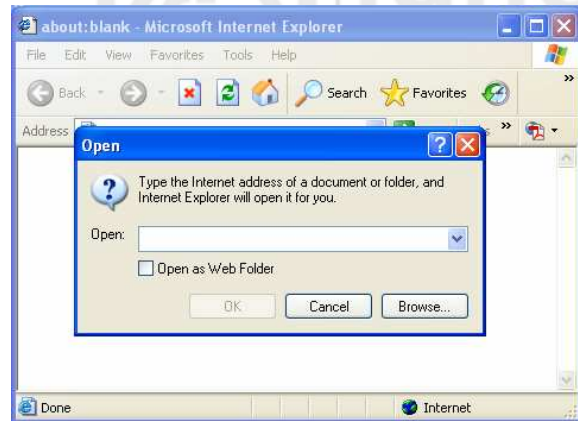 about:blank - Microsoft Internet Explorer
File Edit View Favorites Tools Help
Back Search Favorites
Address
Open
Type the Internet address of a document or folder, and
Internet Explorer will open it for you.
Open:
Open as Web Folder
OK Cancel Browse...
Done Internet